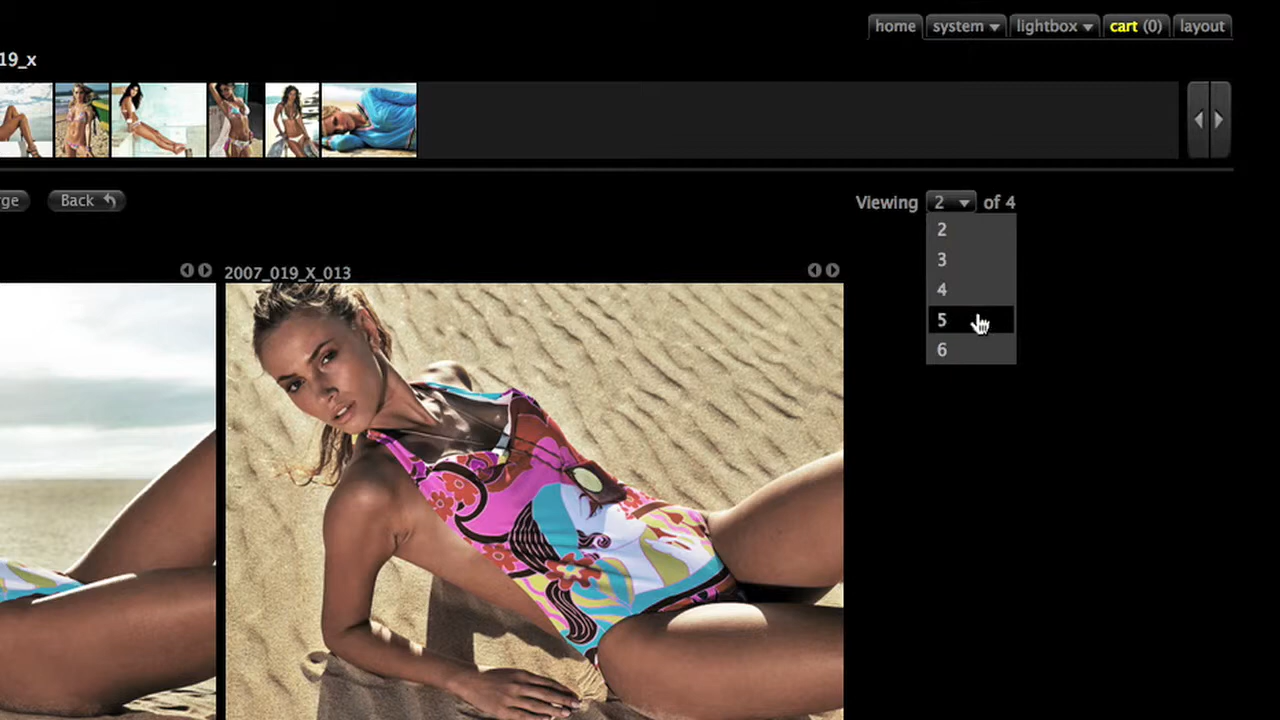 home system lightbox cart (0) layout
19_x
ge Back Viewing 2 of 4
2
3
4
5
6
2007_019_X_013